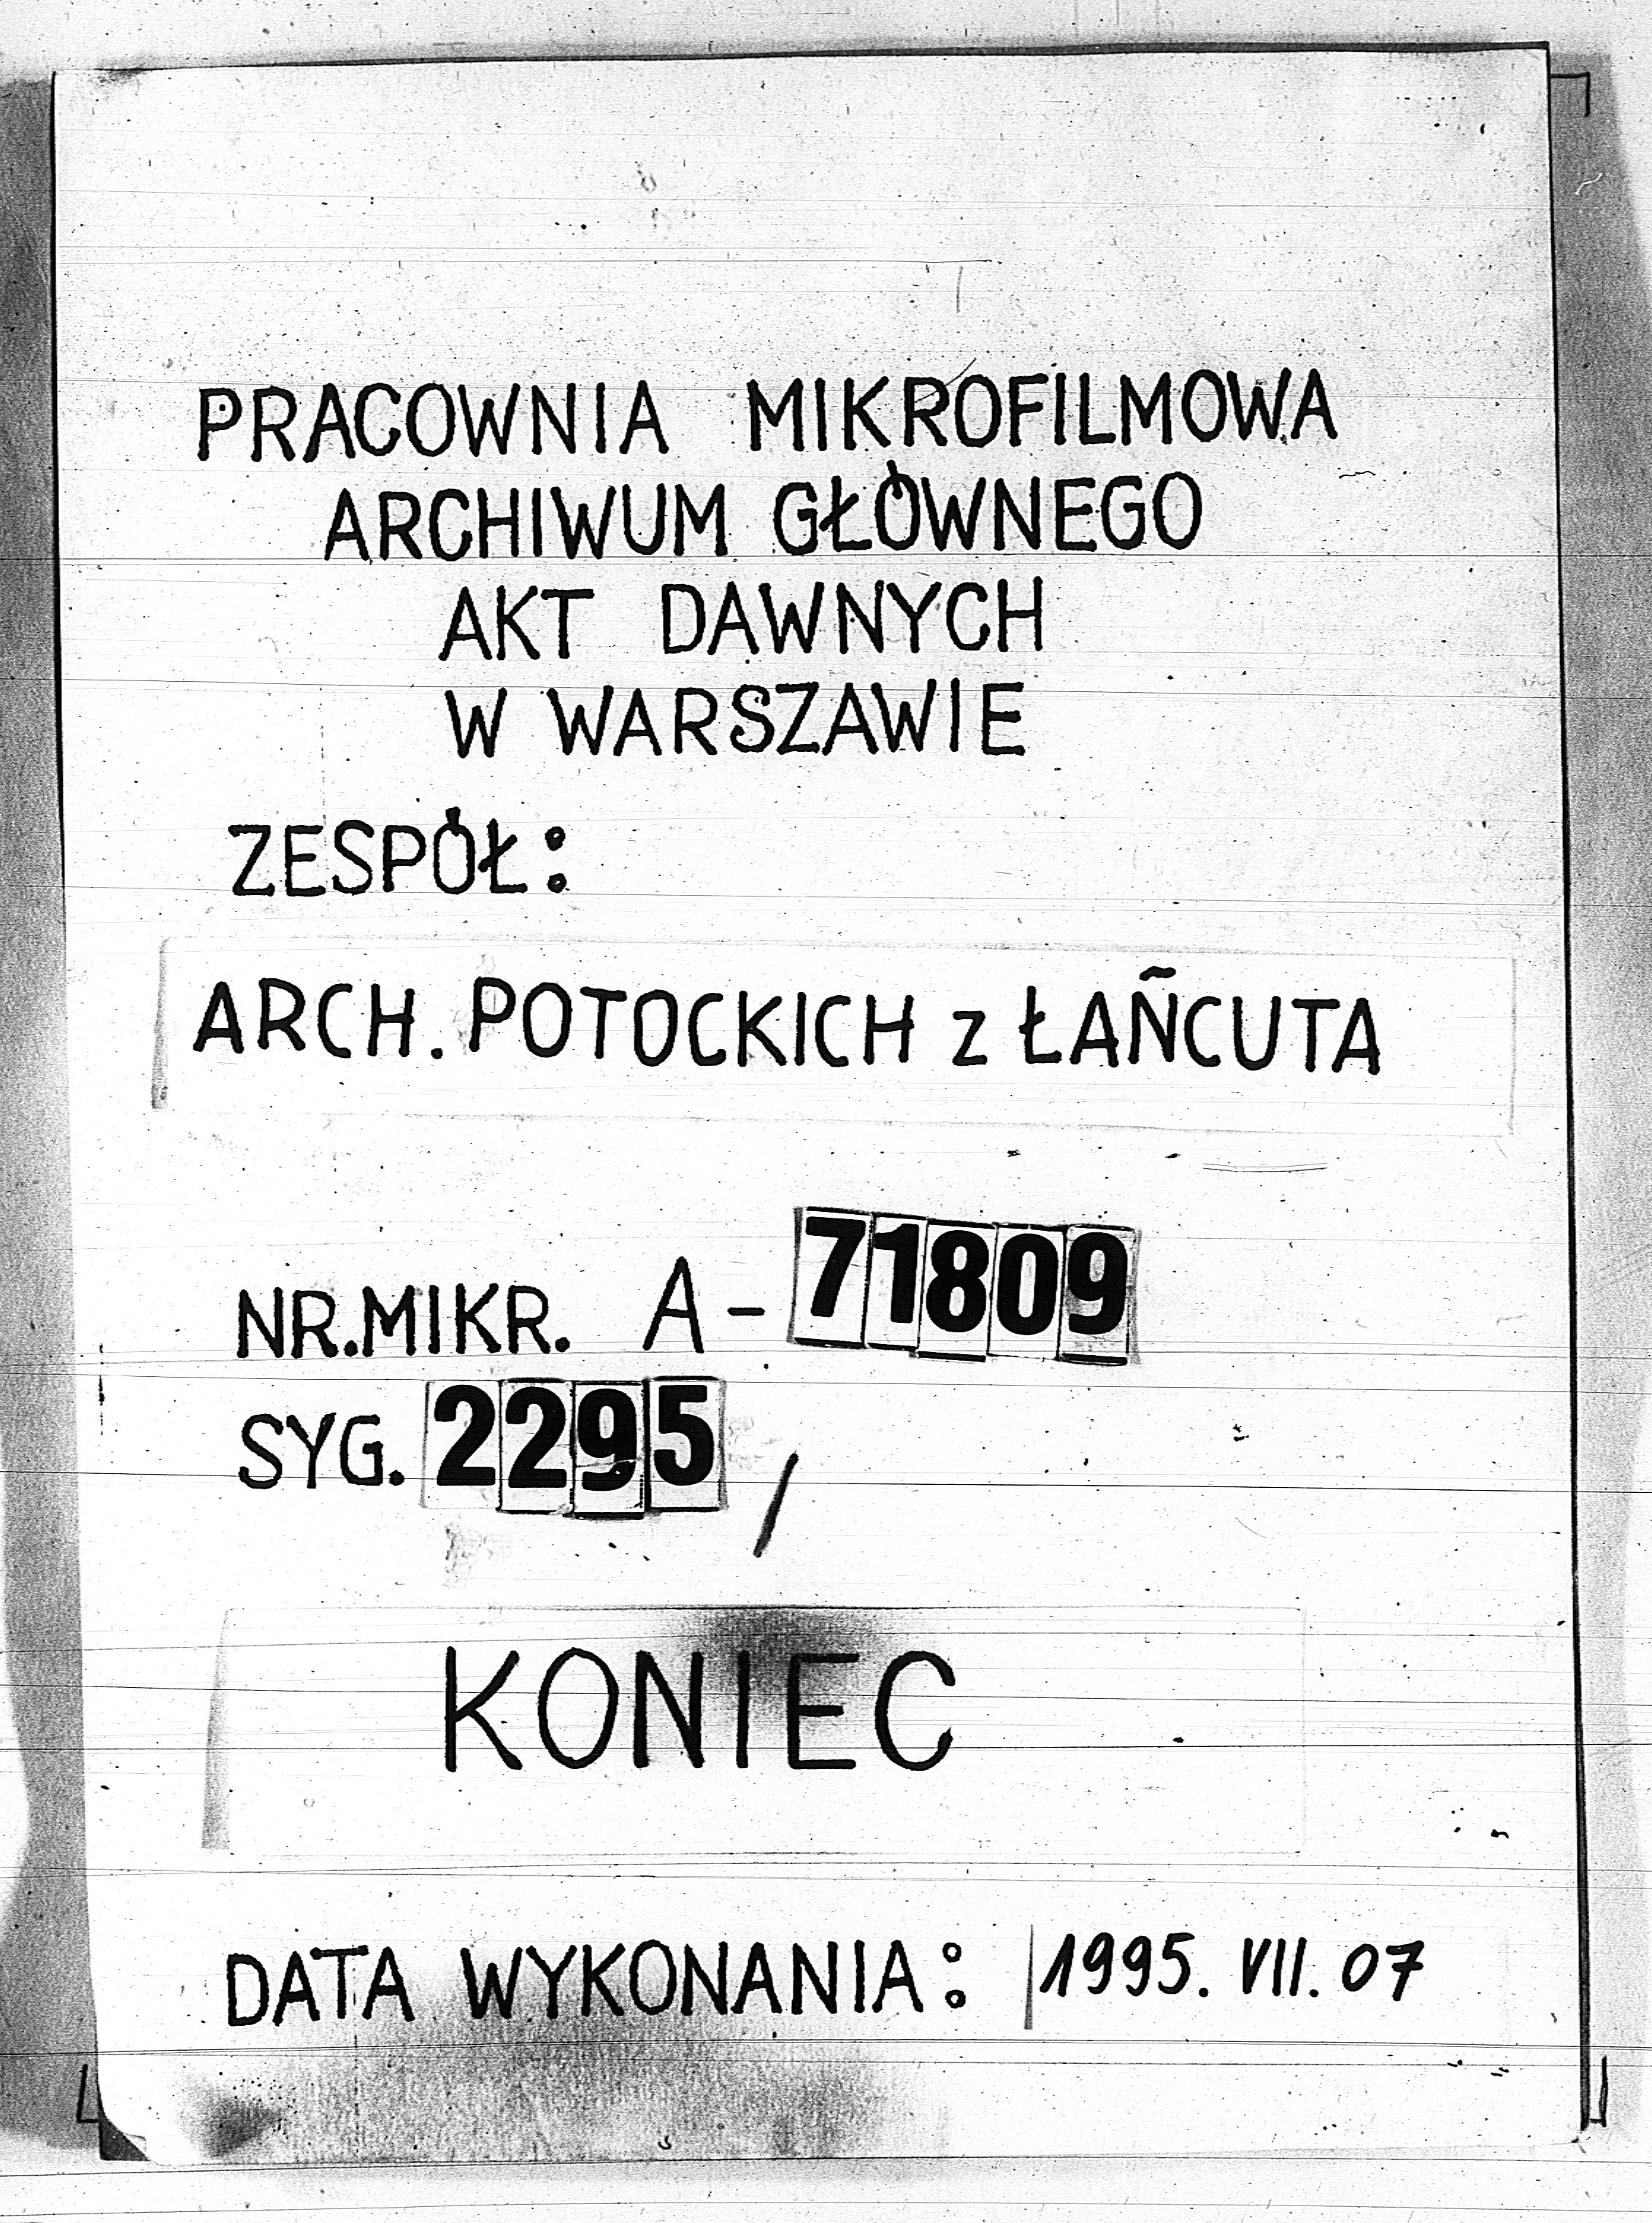 PRACOWNIA MIKROFILMOWA
ARCHIWUM GŁÓWNEGO
AKT DAWNYCH
W WARSZAWIE
ZESPÓŁ:
ARCH. POTOCKICH z ŁAÑCUTA
NR.MIKR. A-71809
SYG. 2295 /
KONIEC
DATA WYKONANIA: 1995. VII. 07